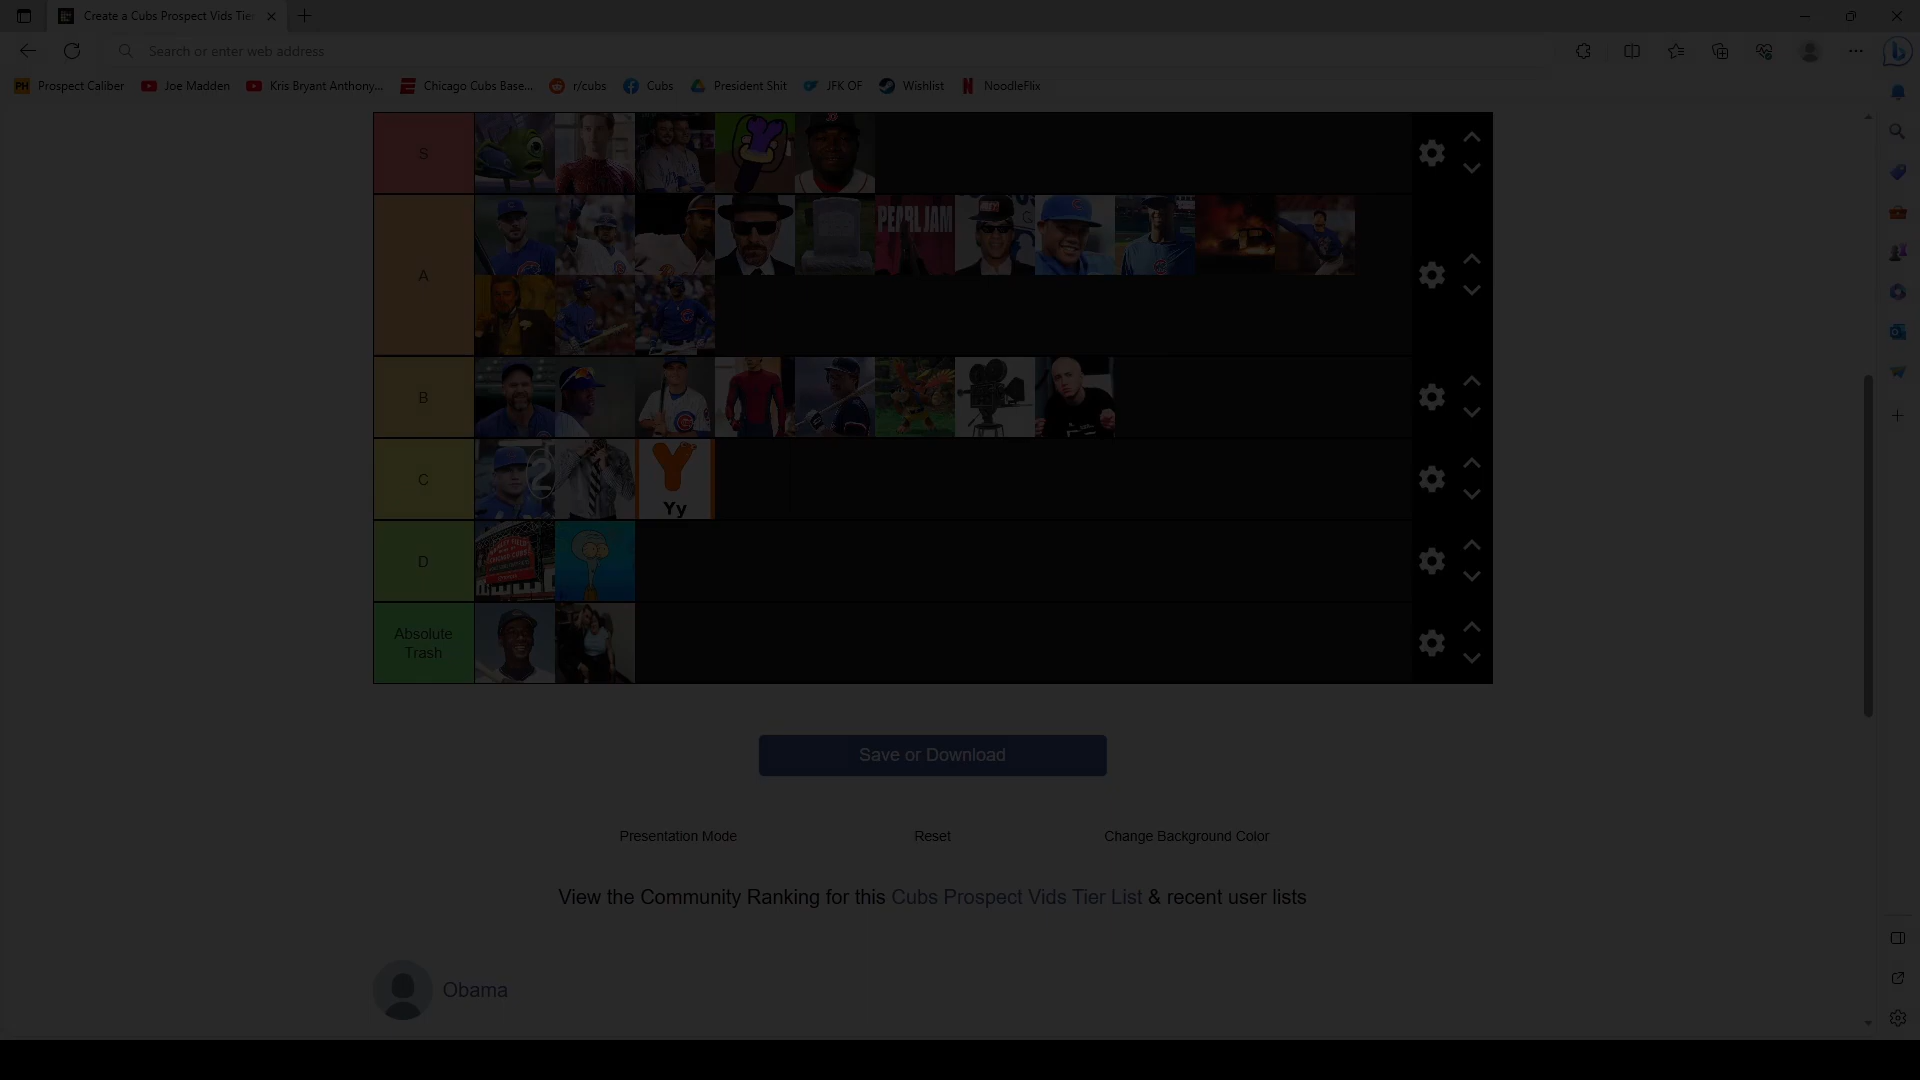 Create a Cubs Prospect Vids Tie
Search or enter web address
PH Prospect Caliber Joe Madden Kris Bryant Anthony... Chicago Cubs Base... r/cubs Cubs President Shit JFK OF Wishlist NoodleFlix
S
A
PEARL JAM
B
C
2
Y
Yy
D
Absolute
Trash
Save or Download
Presentation Mode Reset Change Background Color
View the Community Ranking for this Cubs Prospect Vids Tier List & recent user lists
Obama